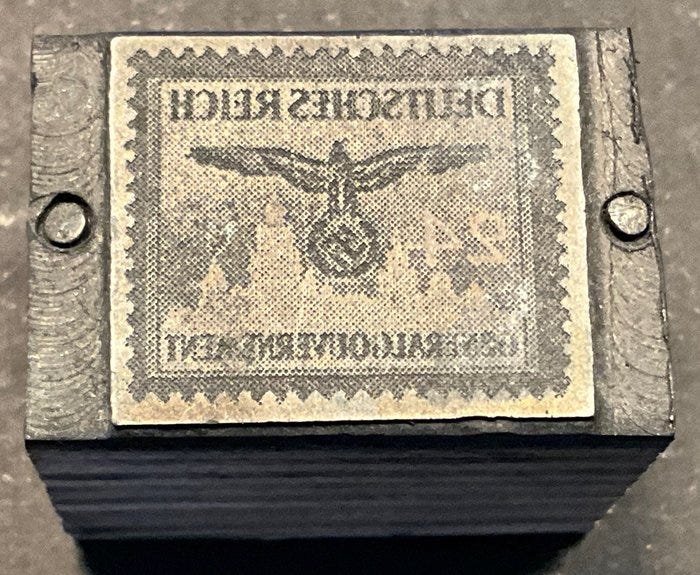 DEUTSCHES REICH
24
GENERALGOUVERNEMENT